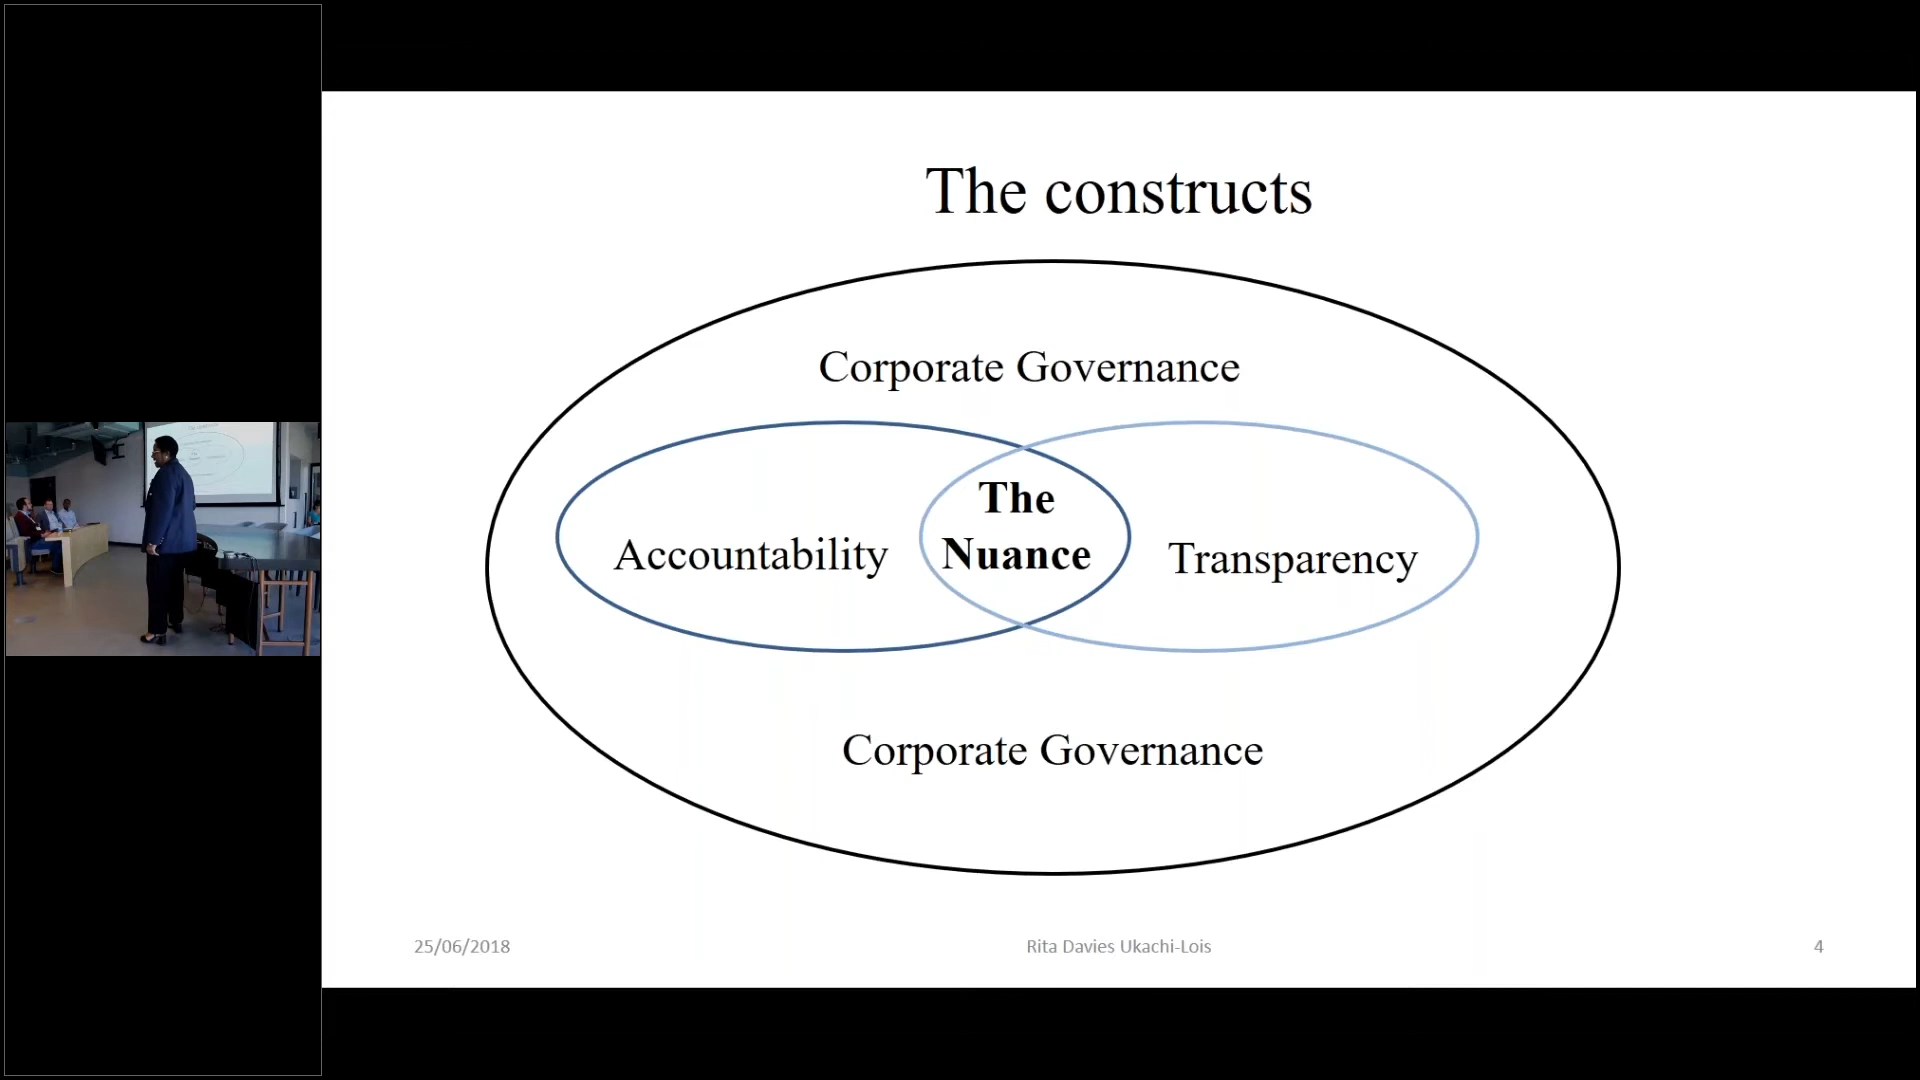 The constructs
Corporate Governance
The
Nuance
Accountability
Transparency
Corporate Governance
25/06/2018
Rita Davies Ukachi-Lois
4